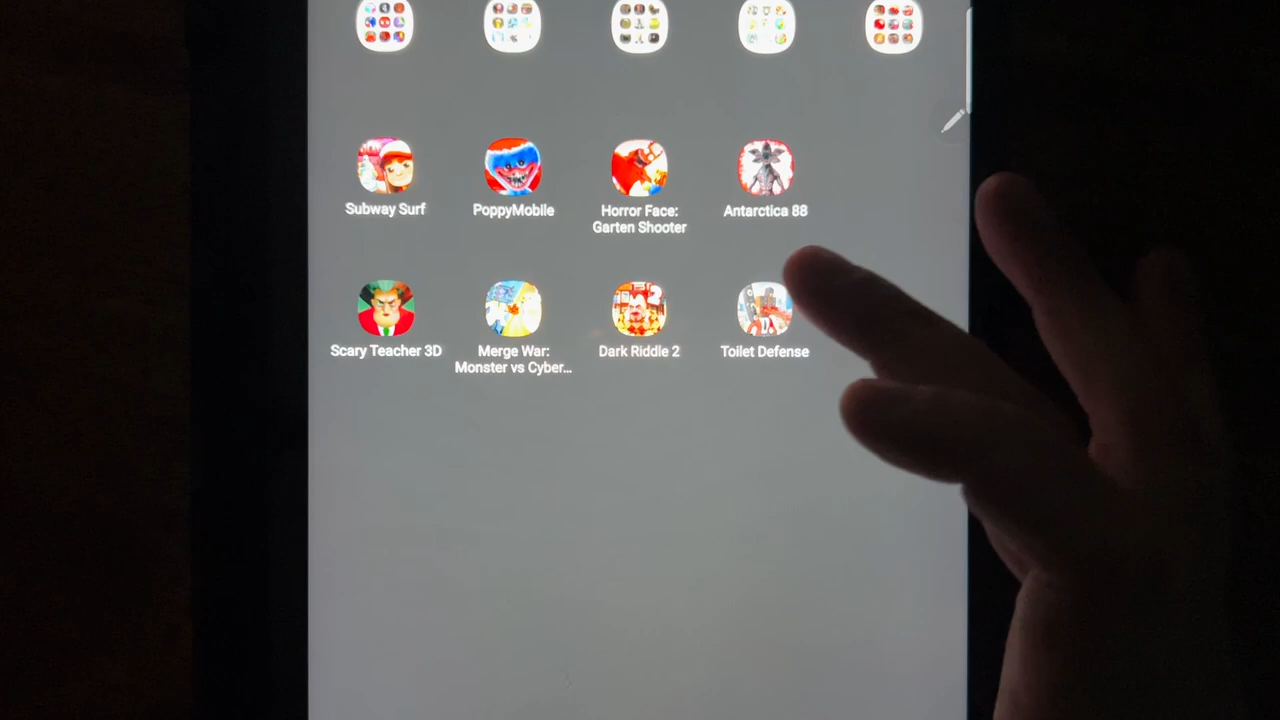 Subway Surf
PoppyMobile
Horror Face:
Garten Shooter
Antarctica 88
Scary Teacher 3D
Merge War:
Monster vs Cyber...
Dark Riddle 2
Toilet Defense